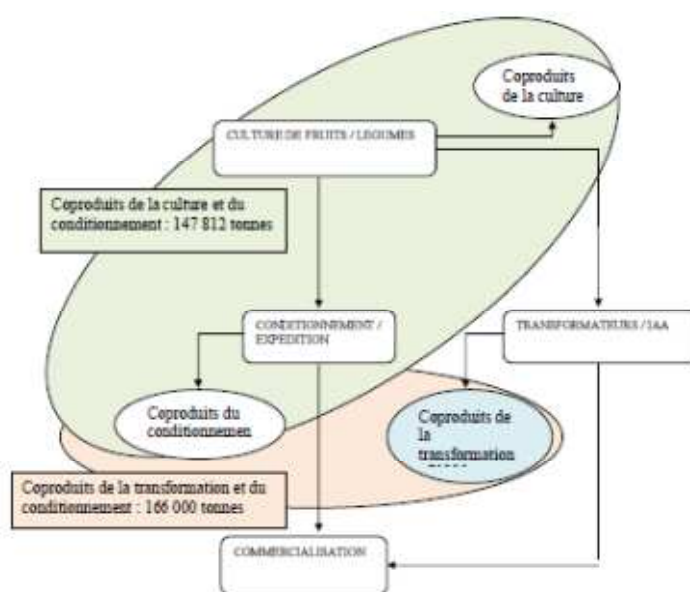 Coproduits
de la culture
CULTURE DE FRUITS / LEGUMES
Coproduits de la culture et du
conditionnement : 147 812 tonnes
CONDITIONNEMENT /
EXPEDITION
TRANSFORMATEURS / IAA
Coproduits du
conditionnemen
Coproduits de
la
transformation
Coproduits de la transformation et du
conditionnement : 166 000 tonnes
COMMERCIALISATION